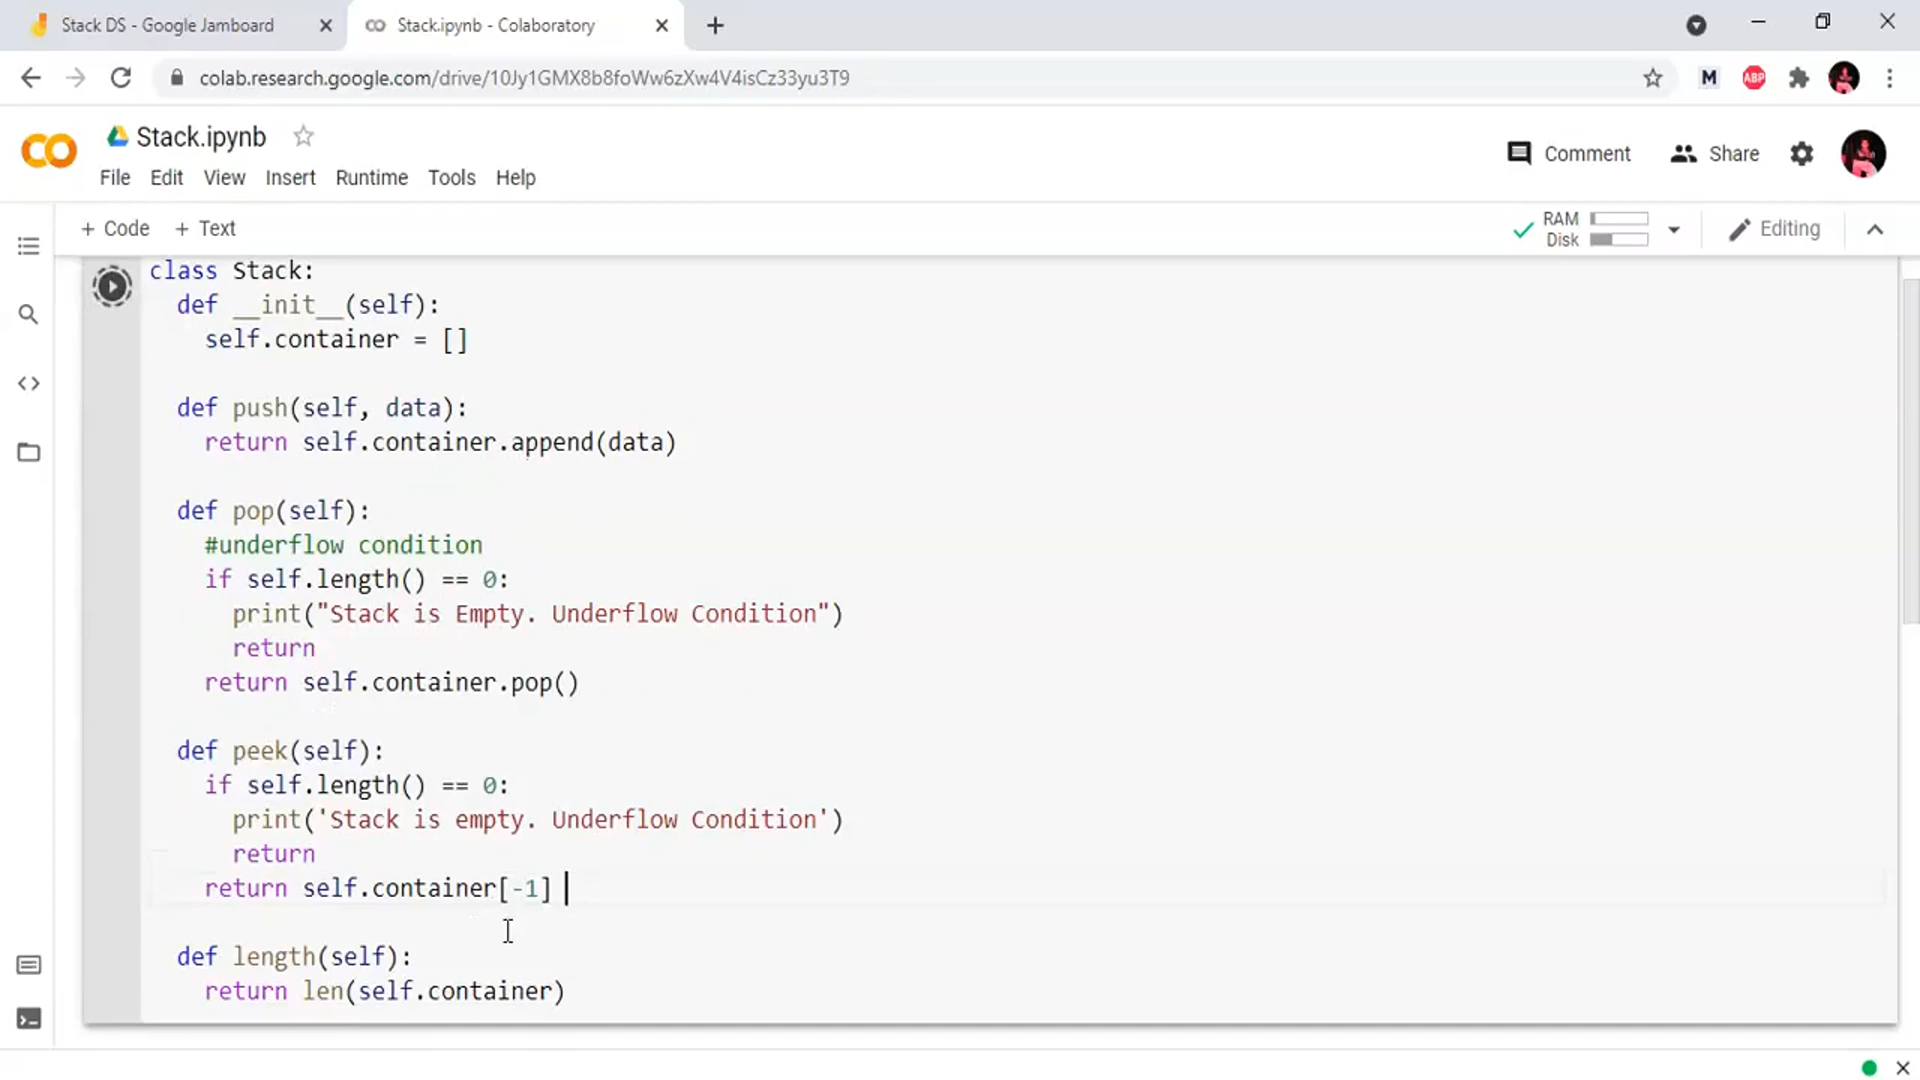 Stack DS - Google Jamboard
Stack.ipynb - Colaboratory
colab.research.google.com/drive/10Jy1GMX8b8foWw6zXw4V4isCz33yu3T9
M
ABP
Stack.ipynb
Comment
Share
File Edit View Insert Runtime Tools Help
+ Code + Text
RAM
Disk
Editing
class Stack:
  def __init__(self):
    self.container = []
  def push(self, data):
    return self.container.append(data)
  def pop(self):
    #underflow condition
    if self.length() == 0:
      print("Stack is Empty. Underflow Condition")
      return
    return self.container.pop()
  def peek(self):
    if self.length() == 0:
      print('Stack is empty. Underflow Condition')
      return
    return self.container[-1]
  def length(self):
    return len(self.container)